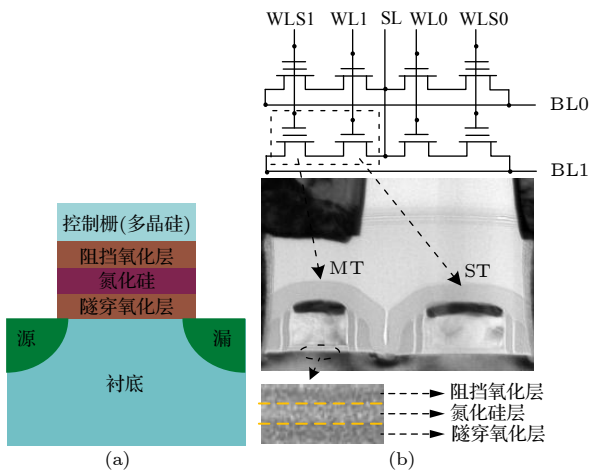 WLS1 WL1 SL WL0 WLS0
BL0
BL1
控制栅(多晶硅)
阻挡氧化层
氮化硅
隧穿氧化层
源 漏
衬底
MT ST
阻挡氧化层
氮化硅层
隧穿氧化层
(a) (b)